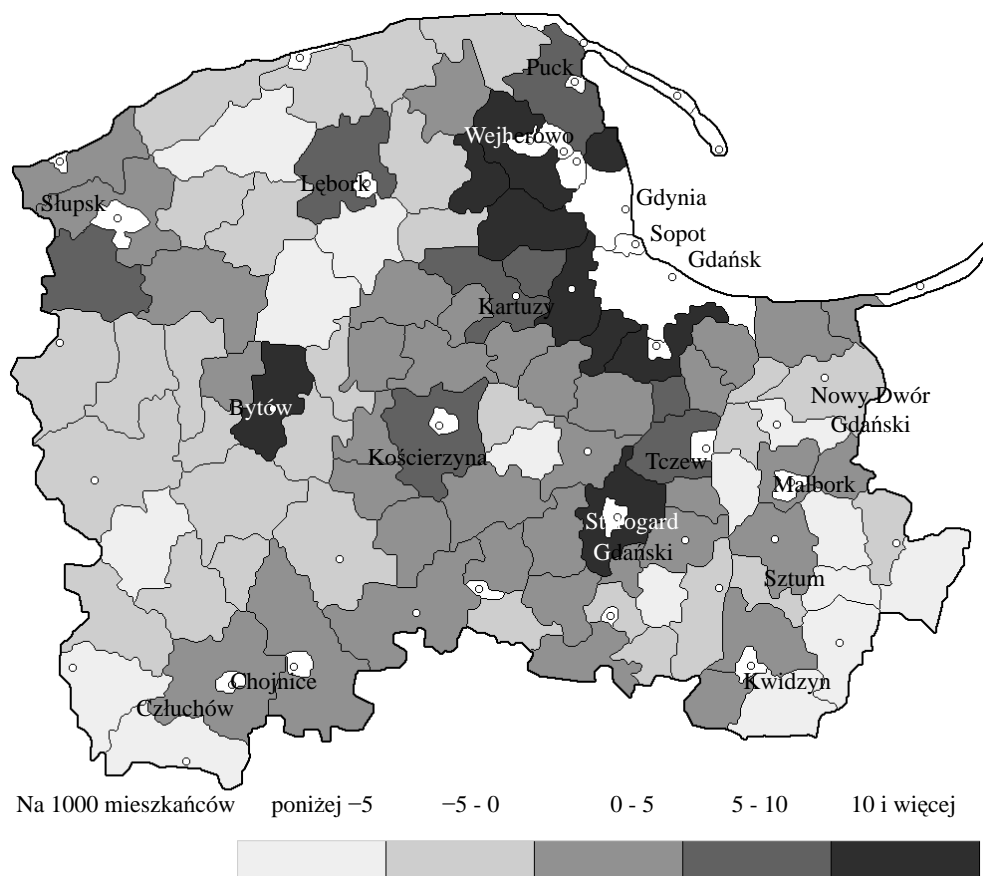 Puck
Wejherowo
Lębork
Słupsk
Gdynia
Sopot
Gdańsk
Kartuzy
Bytów
Nowy Dwór
Gdański
Kościerzyna
Tczew
Malbork
Starogard
Gdański
Sztum
Chojnice
Kwidzyn
Człuchów
Na 1000 mieszkańców poniżej −5 −5 - 0 0 - 5 5 - 10 10 i więcej